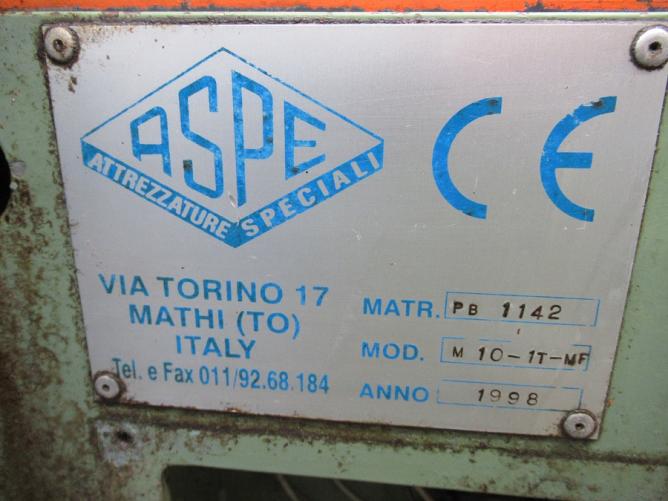 ASPE
ATTREZZATURE SPECIALI
CE
VIA TORINO 17
MATHI (TO)
ITALY
Tel. e Fax 011/92.68.184
MATR. PB 1142
MOD. M 10-1T-MF
ANNO 1998